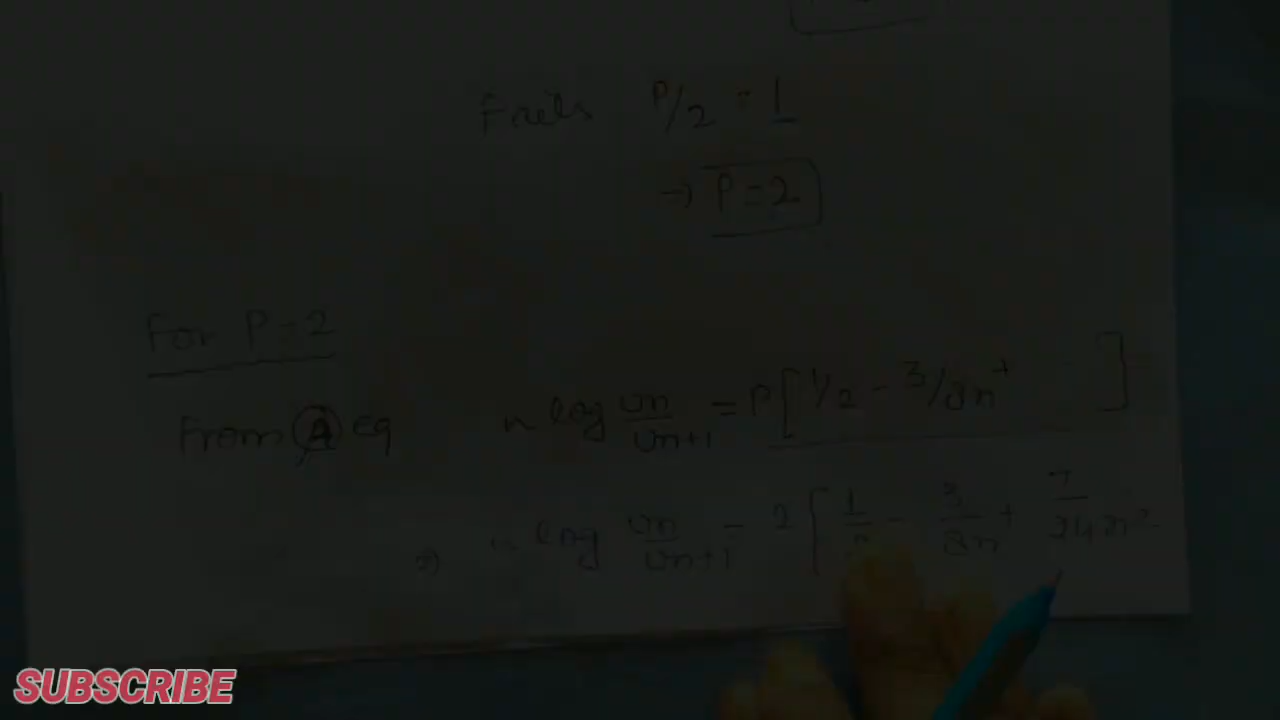 Fails P/2 = 1
→ P = 2
For P = 2
From A eq n log un/un+1 = P[ 1/2 - 3/8n + ]
⇒ n log un/un+1 = 2[ 1/2 - 3/8n + 7/24n²
SUBSCRIBE